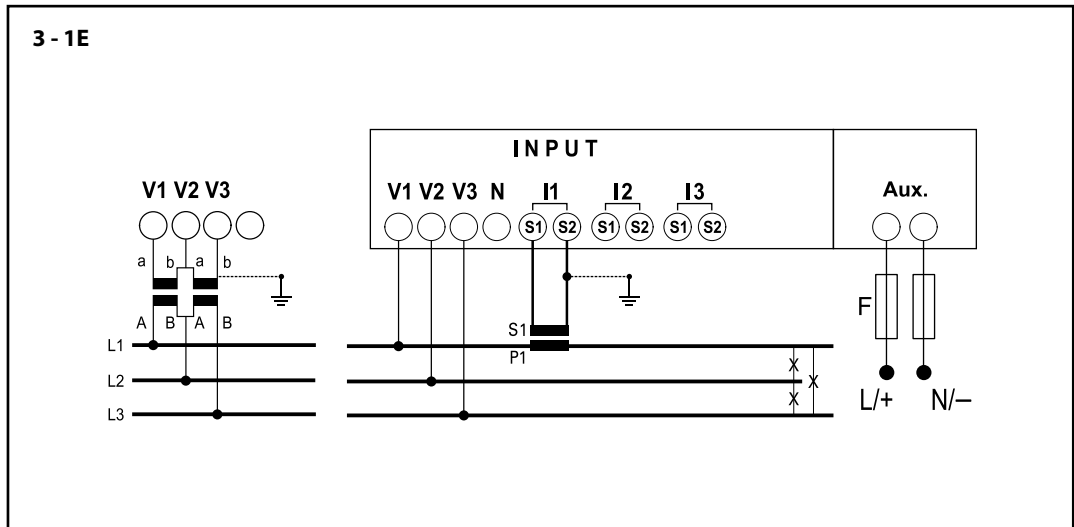 3 - 1E
INPUT
V1 V2 V3
V1 V2 V3 N I1 I2 I3
Aux.
S1 S2 S1 S2 S1 S2
a b a b
F
A B A B
S1
L1
P1
L2
X
X
X
L/+ N/–
L3